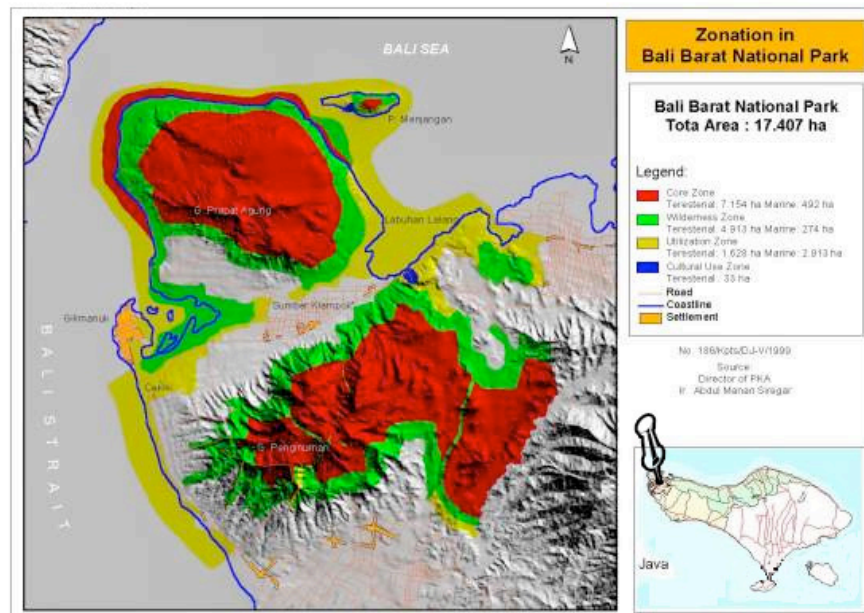 BALI SEA
N
P. Menjangan
G. Prapat Agung
Labuhan Lalang
Sumber Klampok
Gilimanuk
Cekik
G. Penginuman
BALI STRAIT
Zonation in
Bali Barat National Park
Bali Barat National Park
Tota Area : 17.407 ha
Legend:
Core Zone
Teresterial: 7.154 ha Marine: 492 ha
Wilderness Zone
Teresterial: 4.913 ha Marine: 274 ha
Utilization Zone
Teresterial: 1.628 ha Marine: 2.913 ha
Cultural Use Zone
Teresterial : 33 ha
Road
Coastline
Settlement
No. 186/Kpts/DJ-V/1999
Source
Director of PKA
Ir. Abdul Manan Siregar
Java